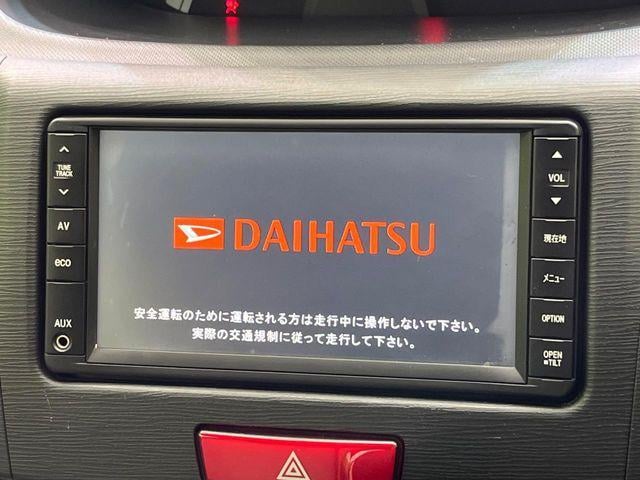 TUNE
TRACK
AV
eco
AUX
DAIHATSU
安全運転のために運転される方は走行中に操作しないで下さい。
実際の交通規制に従って走行して下さい。
VOL
現在地
メニュー
OPTION
OPEN
TILT